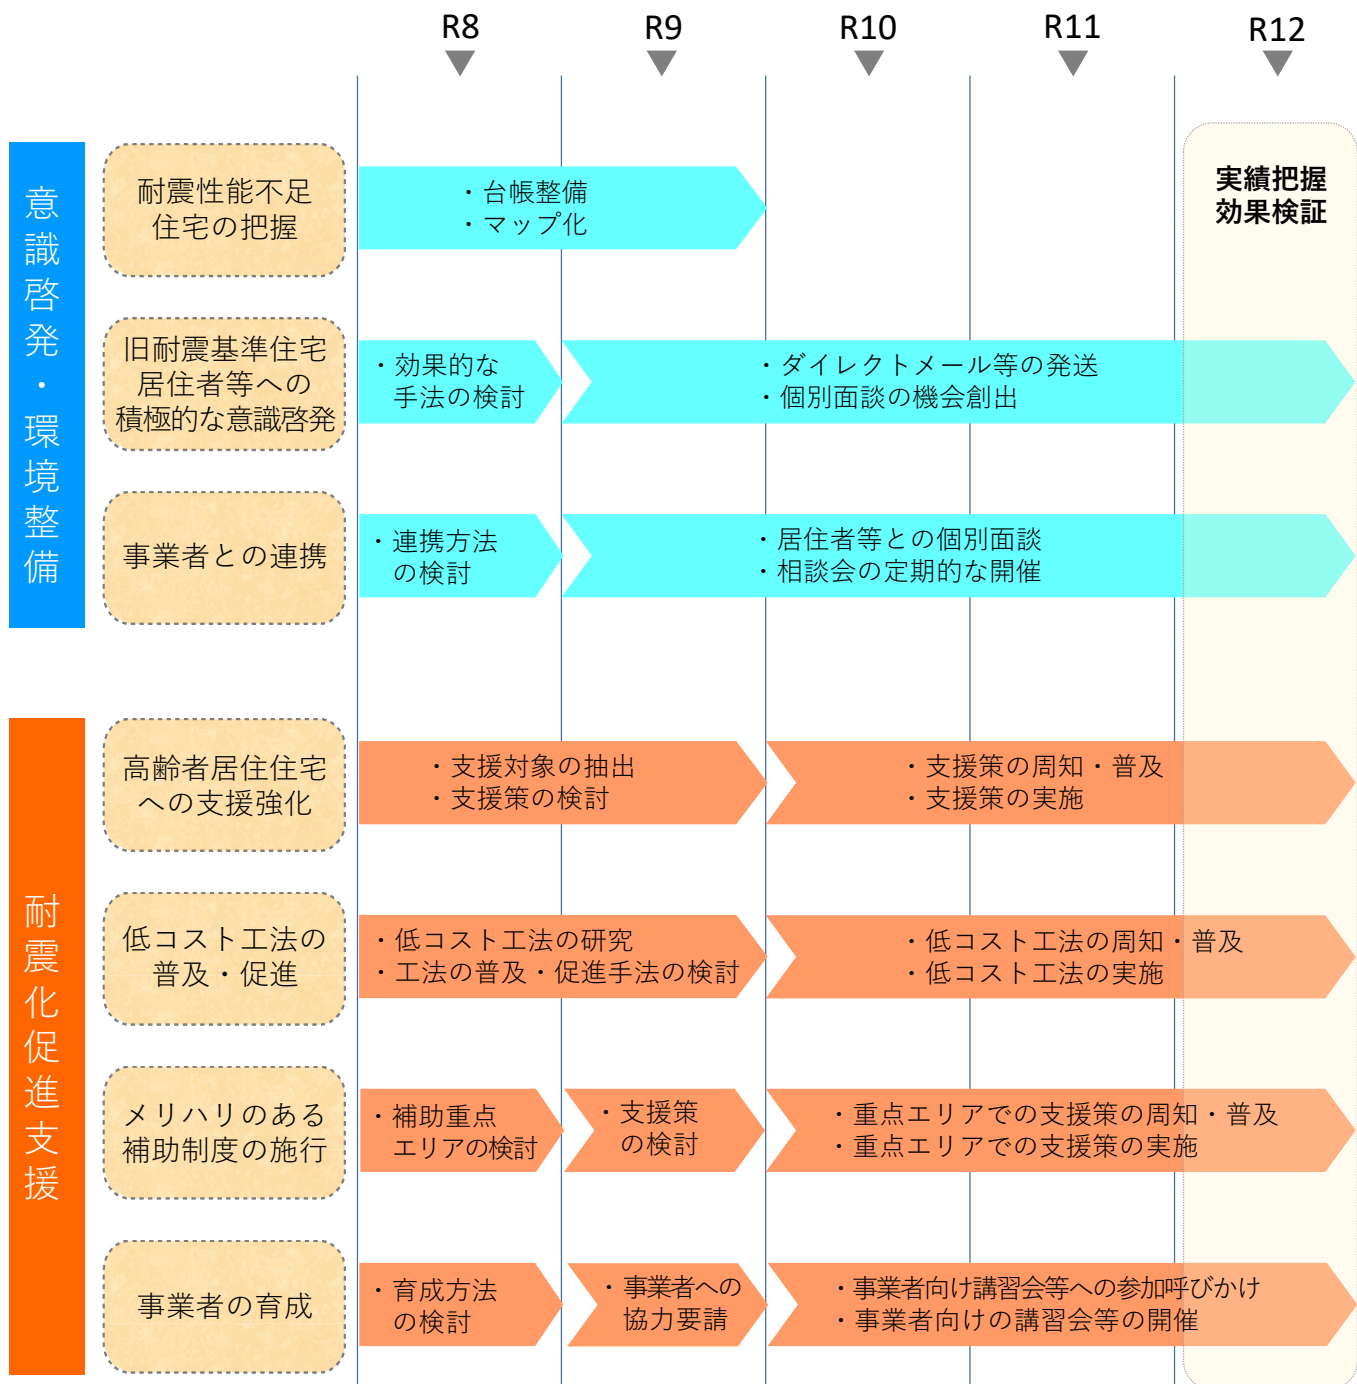 R8
R9
R10
R11
R12
実績把握
効果検証
意識啓発・環境整備
耐震性能不足
住宅の把握
・台帳整備
・マップ化
旧耐震基準住宅
居住者等への
積極的な意識啓発
・効果的な
手法の検討
・ダイレクトメール等の発送
・個別面談の機会創出
事業者との連携
・連携方法
の検討
・居住者等との個別面談
・相談会の定期的な開催
耐震化促進支援
高齢者居住住宅
への支援強化
・支援対象の抽出
・支援策の検討
・支援策の周知・普及
・支援策の実施
低コスト工法の
普及・促進
・低コスト工法の研究
・工法の普及・促進手法の検討
・低コスト工法の周知・普及
・低コスト工法の実施
メリハリのある
補助制度の施行
・補助重点
エリアの検討
・支援策
の検討
・重点エリアでの支援策の周知・普及
・重点エリアでの支援策の実施
事業者の育成
・育成方法
の検討
・事業者への
協力要請
・事業者向け講習会等への参加呼びかけ
・事業者向けの講習会等の開催